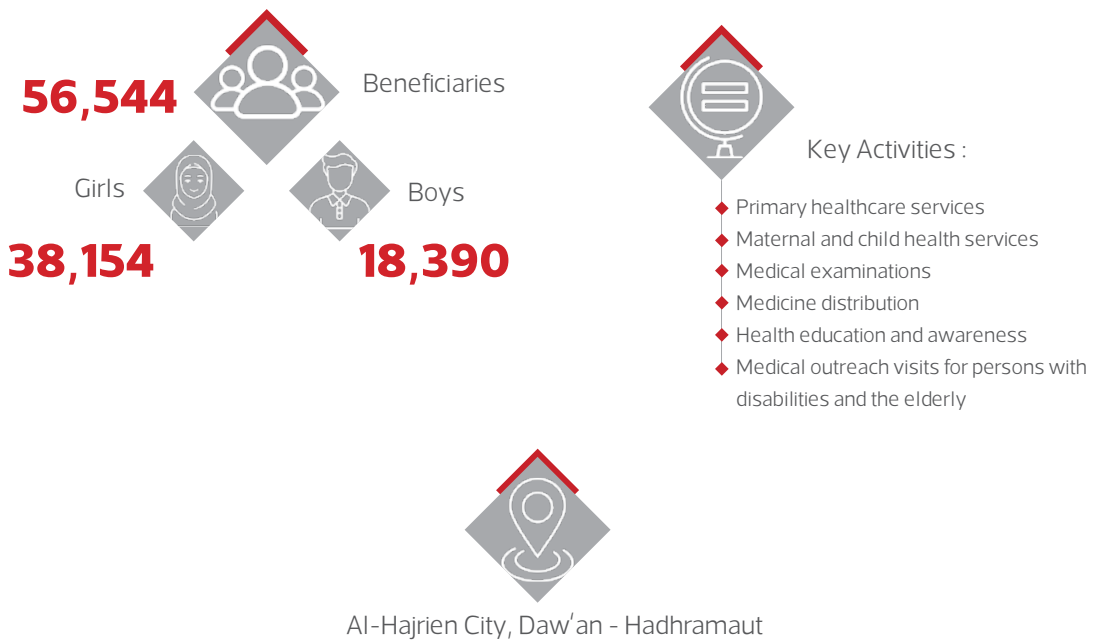 56,544
Beneficiaries
Girls
Boys
38,154
18,390
Key Activities :
Primary healthcare services
Maternal and child health services
Medical examinations
Medicine distribution
Health education and awareness
Medical outreach visits for persons with
disabilities and the elderly
Al-Hajrien City, Daw'an - Hadhramaut